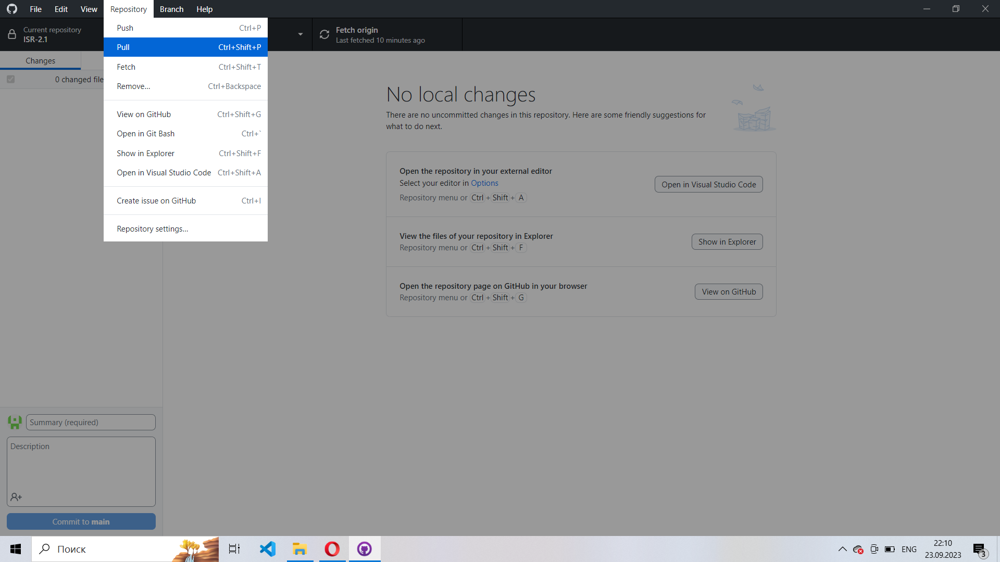 File Edit View Repository Branch Help
Current repository
ISR-2.1
Fetch origin
Last fetched 10 minutes ago
Push Ctrl+P
Pull Ctrl+Shift+P
Fetch Ctrl+Shift+T
Remove... Ctrl+Backspace
View on GitHub Ctrl+Shift+G
Open in Git Bash Ctrl+`
Show in Explorer Ctrl+Shift+F
Open in Visual Studio Code Ctrl+Shift+A
Create issue on GitHub Ctrl+I
Repository settings...
Changes
0 changed file
No local changes
There are no uncommitted changes in this repository. Here are some friendly suggestions for
what to do next.
Open the repository in your external editor
Select your editor in Options
Repository menu or Ctrl + Shift + A
Open in Visual Studio Code
View the files of your repository in Explorer
Repository menu or Ctrl + Shift + F
Show in Explorer
Open the repository page on GitHub in your browser
Repository menu or Ctrl + Shift + G
View on GitHub
Summary (required)
Description
Commit to main
Поиск
ENG
22:10
23.09.2023
3